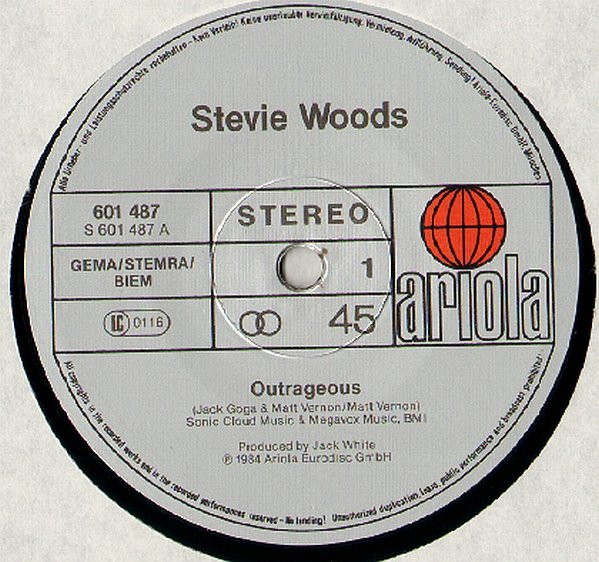 Alle Urheber- und Leistungsschutzrechte vorbehalten - Kein Verleih! Keine unerlaubte Vervielfältigung, Vermietung, Aufführung, Sendung! Ariola-Eurodisc GmbH, München
Stevie Woods
601 487
S 601 487 A
STEREO
GEMA/STEMRA/
BIEM
1
LC 0116
45
ariola
Outrageous
(Jack Goga & Matt Vernon/Matt Vernon)
Sonic Cloud Music & Megavox Music, BMI
Produced by Jack White
℗ 1984 Ariola Eurodisc GmbH
All copyrights in the recorded works and in the recorded performances reserved - No lending! Unauthorized duplication, lease, public performance and broadcast prohibited